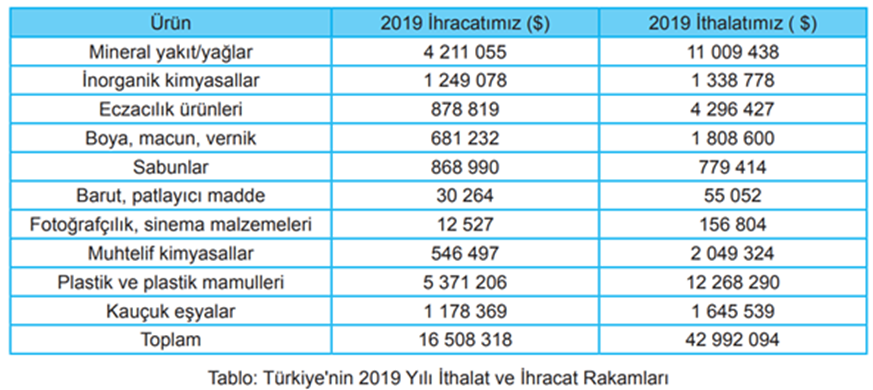 Ürün 2019 İhracatımız ($) 2019 İthalatımız ( $)
Mineral yakıt/yağlar 4 211 055 11 009 438
İnorganik kimyasallar 1 249 078 1 338 778
Eczacılık ürünleri 878 819 4 296 427
Boya, macun, vernik 681 232 1 808 600
Sabunlar 868 990 779 414
Barut, patlayıcı madde 30 264 55 052
Fotoğrafçılık, sinema malzemeleri 12 527 156 804
Muhtelif kimyasallar 546 497 2 049 324
Plastik ve plastik mamulleri 5 371 206 12 268 290
Kauçuk eşyalar 1 178 369 1 645 539
Toplam 16 508 318 42 992 094
Tablo: Türkiye'nin 2019 Yılı İthalat ve İhracat Rakamları